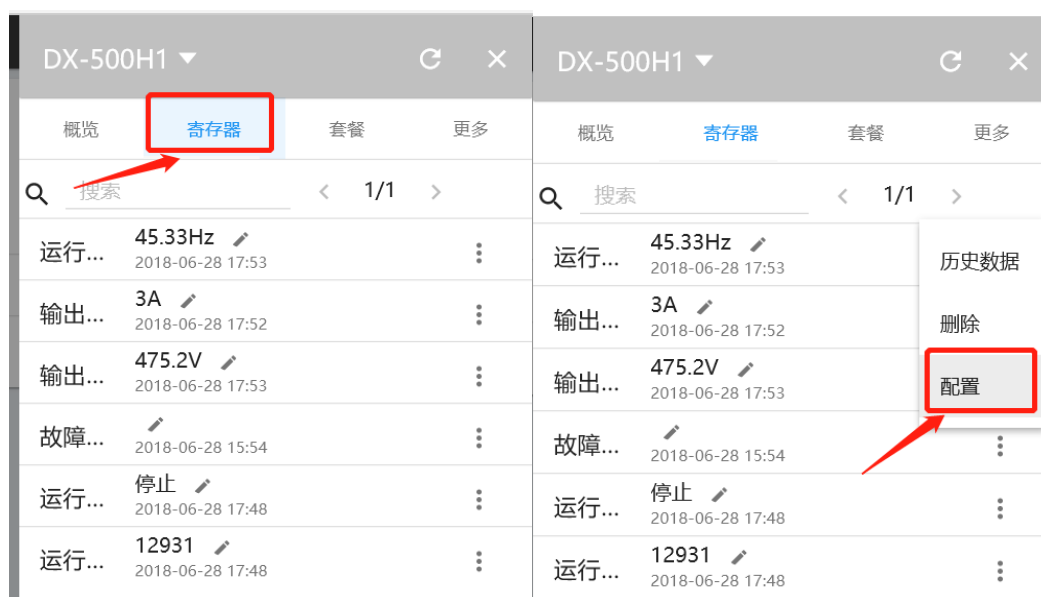 DX-500H1
概览 寄存器 套餐 更多
搜索 1/1
运行... 45.33Hz
2018-06-28 17:53
输出... 3A
2018-06-28 17:52
输出... 475.2V
2018-06-28 17:53
故障...
2018-06-28 15:54
运行... 停止
2018-06-28 17:48
运行... 12931
2018-06-28 17:48
DX-500H1
概览 寄存器 套餐 更多
搜索 1/1
运行... 45.33Hz
2018-06-28 17:53
历史数据
输出... 3A
2018-06-28 17:52
删除
输出... 475.2V
2018-06-28 17:53
配置
故障...
2018-06-28 15:54
运行... 停止
2018-06-28 17:48
运行... 12931
2018-06-28 17:48